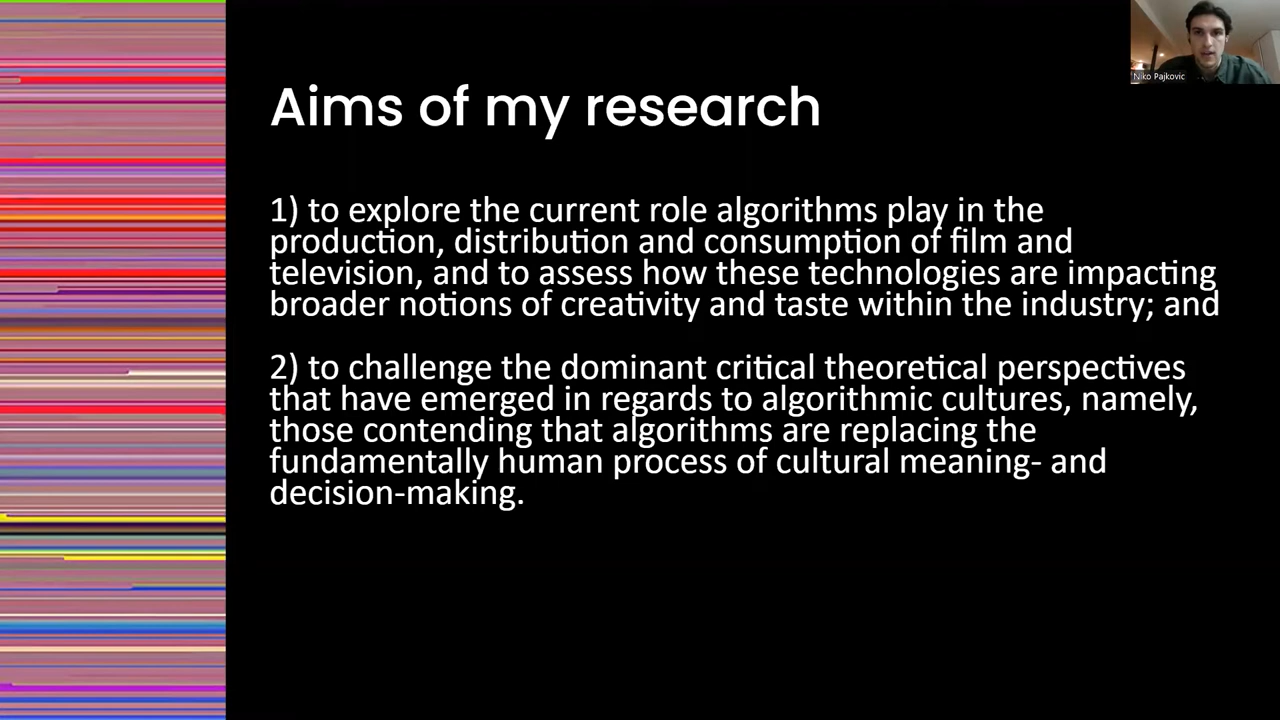 Niko Pajkovic
Aims of my research
1) to explore the current role algorithms play in the
production, distribution and consumption of film and
television, and to assess how these technologies are impacting
broader notions of creativity and taste within the industry; and
2) to challenge the dominant critical theoretical perspectives
that have emerged in regards to algorithmic cultures, namely,
those contending that algorithms are replacing the
fundamentally human process of cultural meaning- and
decision-making.